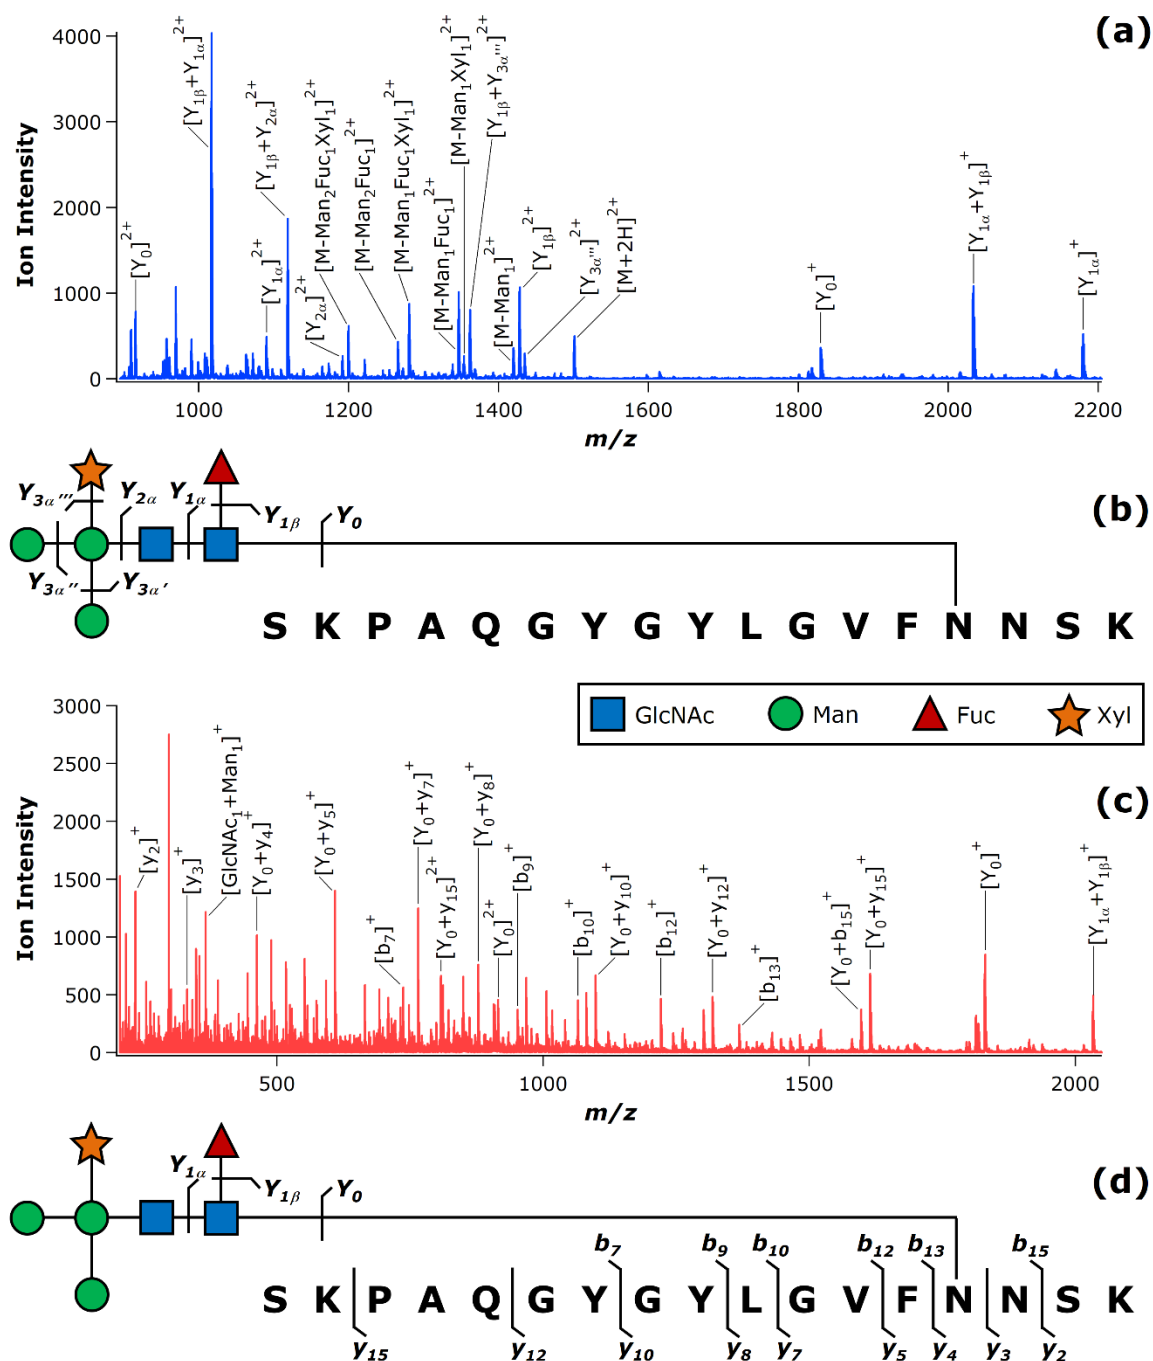 (a)
Ion Intensity
4000
3000
2000
1000
0
[Y0]2+
[Y1β+Y1α]2+
[Y1α]2+
[Y1β+Y2α]2+
[Y2α]2+
[M-Man2Fuc1Xyl1]2+
[M-Man2Fuc1]2+
[M-Man1Fuc1Xyl1]2+
[M-Man1Fuc1]2+
[M-Man1Xyl1]2+
[Y1β+Y3α''']2+
[M-Man1]2+
[Y1β]2+
[Y3α''']2+
[M+2H]2+
[Y0]+
[Y1α+Y1β]+
[Y1α]+
1000 1200 1400 1600 1800 2000 2200
m/z
(b)
Y3α''' Y2α Y1α Y1β Y0
Y3α'' Y3α'
S K P A Q G Y G Y L G V F N N S K
GlcNAc Man Fuc Xyl
(c)
Ion Intensity
3000
2500
2000
1500
1000
500
0
[y2]+
[y3]+
[GlcNAc1+Man1]+
[Y0+y4]+
[Y0+y5]+
[b7]+
[Y0+y7]+
[Y0+y15]2+
[Y0+y8]+
[Y0]2+
[b9]+
[b10]+
[Y0+y10]+
[b12]+
[Y0+y12]+
[b13]+
[Y0+b15]+
[Y0+y15]+
[Y0]+
[Y1α+Y1β]+
500 1000 1500 2000
m/z
(d)
Y1α Y1β Y0
b7 b9 b10 b12 b13 b15
S K P A Q G Y G Y L G V F N N S K
y15 y12 y10 y8 y7 y5 y4 y3 y2